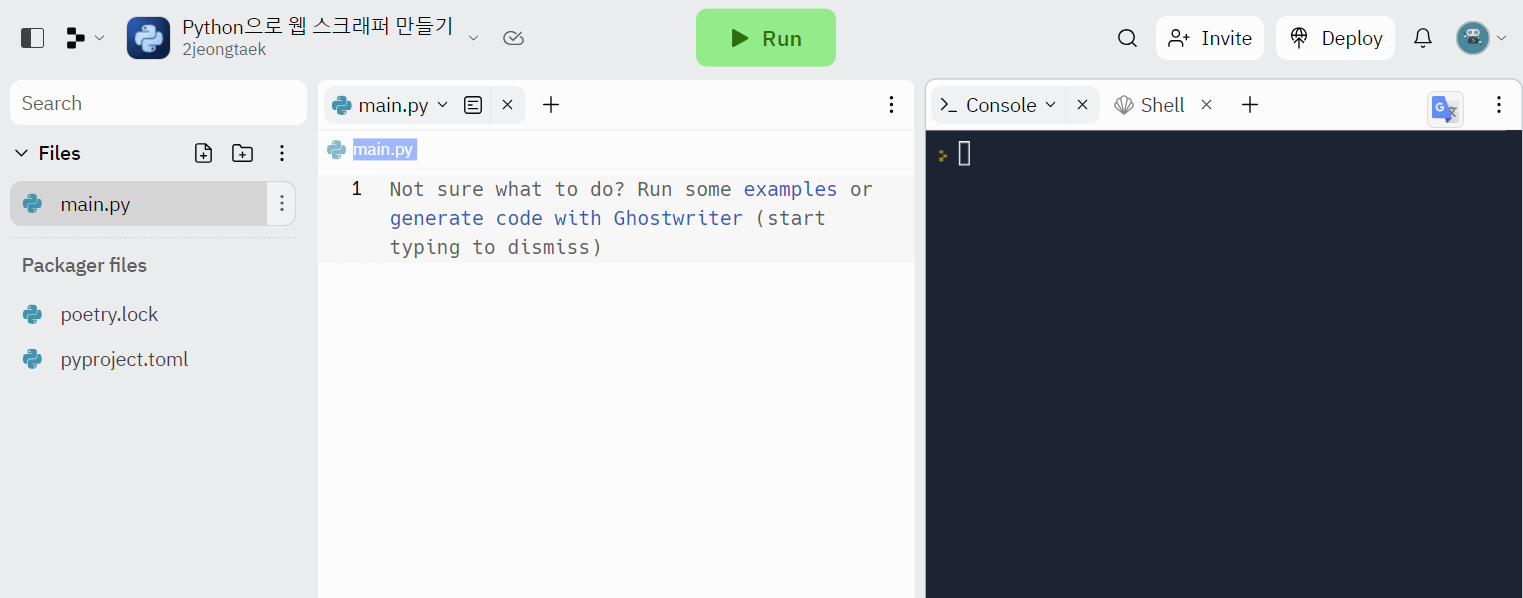 Python으로 웹 스크래퍼 만들기
2jeongtaek
Run
Invite
Deploy
Search
Files
main.py
Packager files
poetry.lock
pyproject.toml
main.py
main.py
1 Not sure what to do? Run some examples or
generate code with Ghostwriter (start
typing to dismiss)
Console
Shell
G